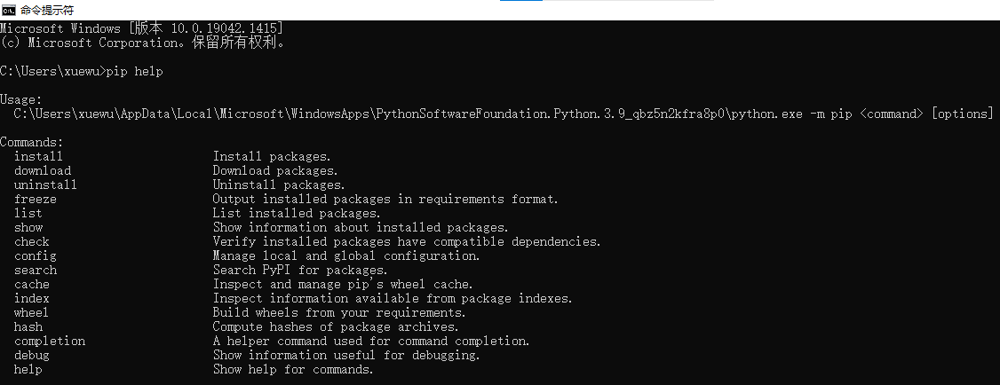 命令提示符
Microsoft Windows [版本 10.0.19042.1415]
(c) Microsoft Corporation。保留所有权利。
C:\Users\xuewu>pip help
Usage:
C:\Users\xuewu\AppData\Local\Microsoft\WindowsApps\PythonSoftwareFoundation.Python.3.9_qbz5n2kfra8p0\python.exe -m pip <command> [options]
Commands:
install Install packages.
download Download packages.
uninstall Uninstall packages.
freeze Output installed packages in requirements format.
list List installed packages.
show Show information about installed packages.
check Verify installed packages have compatible dependencies.
config Manage local and global configuration.
search Search PyPI for packages.
cache Inspect and manage pip's wheel cache.
index Inspect information available from package indexes.
wheel Build wheels from your requirements.
hash Compute hashes of package archives.
completion A helper command used for command completion.
debug Show information useful for debugging.
help Show help for commands.